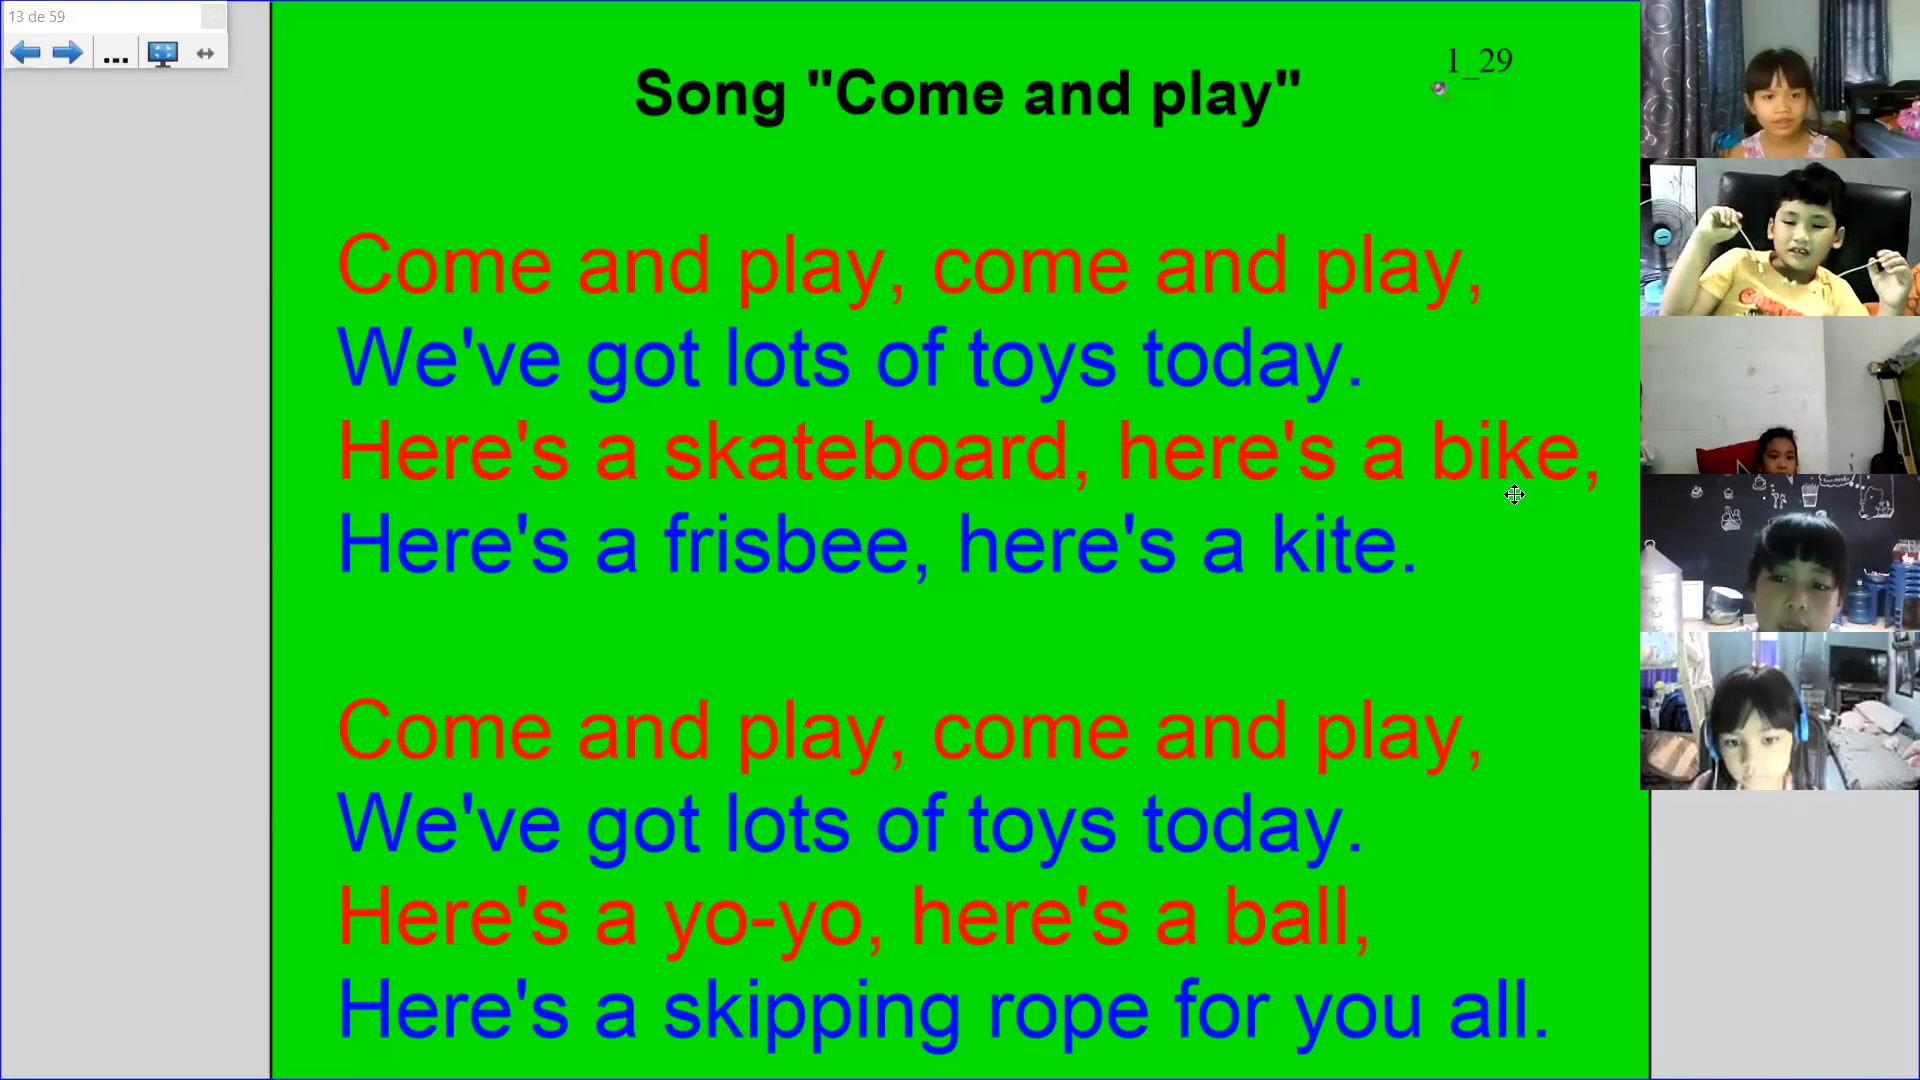 13 de 59
1_29
Song "Come and play"
Come and play, come and play,
We've got lots of toys today.
Here's a skateboard, here's a bike,
Here's a frisbee, here's a kite.
Come and play, come and play,
We've got lots of toys today.
Here's a yo-yo, here's a ball,
Here's a skipping rope for you all.